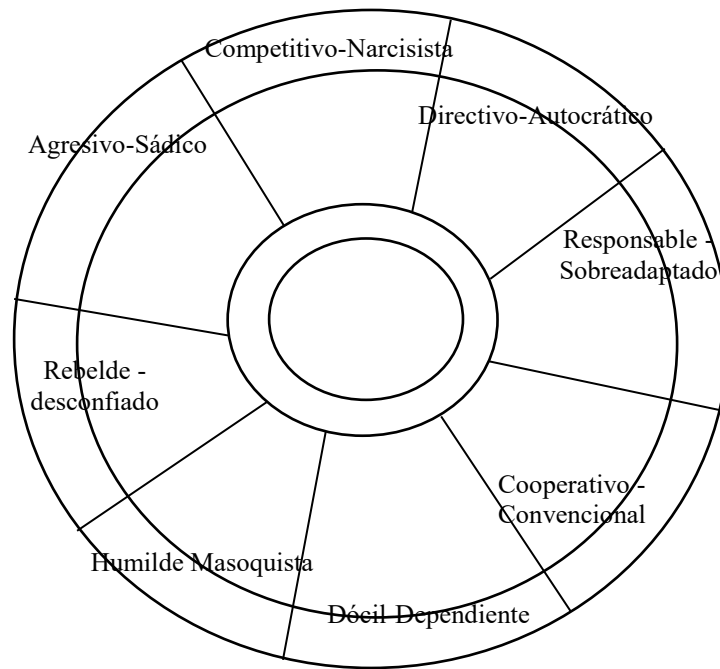 Competitivo-Narcisista
Directivo-Autocrático
Agresivo-Sádico
Responsable -
Sobreadaptado
Rebelde -
desconfiado
Cooperativo -
Convencional
Humilde Masoquista
Dócil-Dependiente